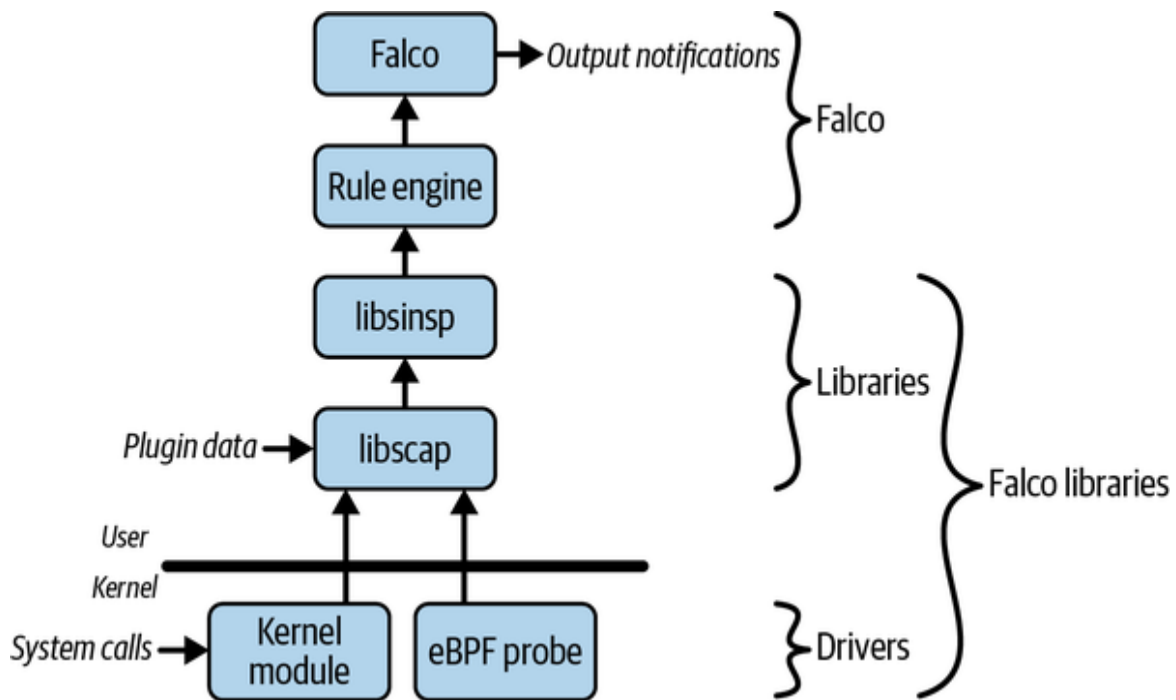 Falco
Output notifications
Falco
Rule engine
libsinsp
Libraries
Plugin data
libscap
Falco libraries
User
Kernel
System calls
Kernel
module
eBPF probe
Drivers